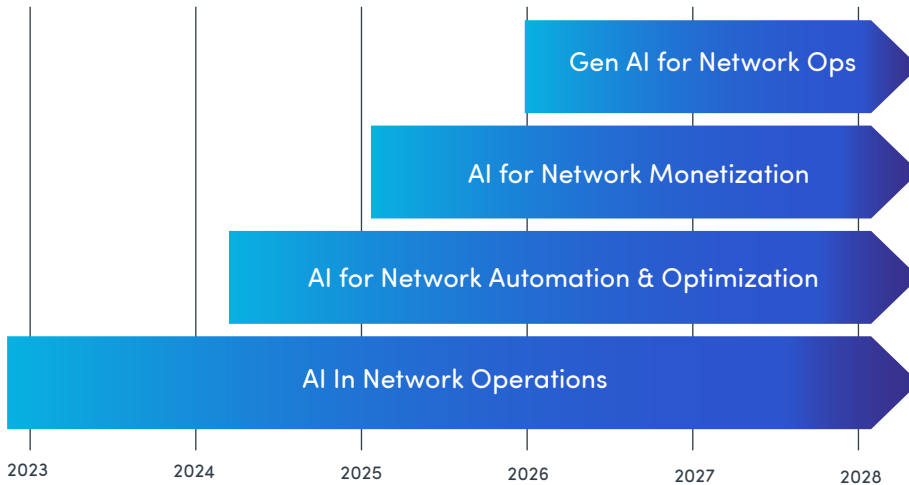 Gen AI for Network Ops
AI for Network Monetization
AI for Network Automation & Optimization
AI In Network Operations
2023 2024 2025 2026 2027 2028